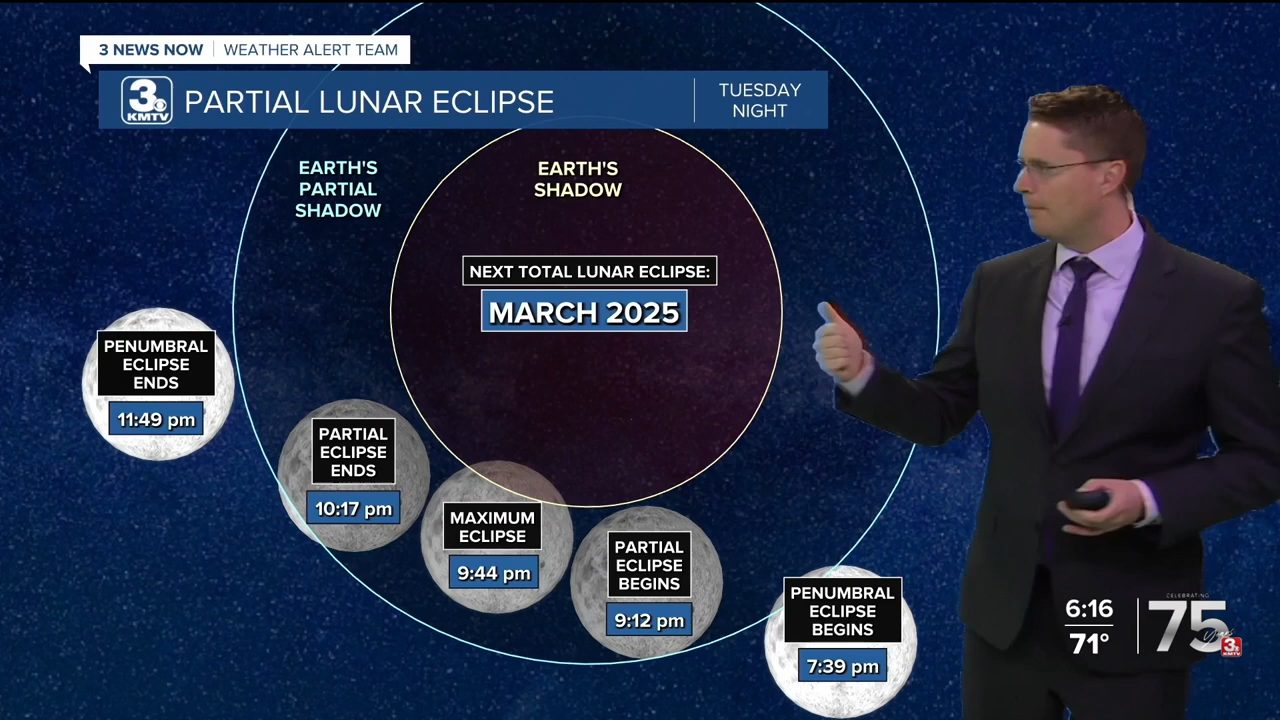 3 NEWS NOW | WEATHER ALERT TEAM
3
KMTV
PARTIAL LUNAR ECLIPSE
TUESDAY
NIGHT
EARTH'S
PARTIAL
SHADOW
EARTH'S
SHADOW
NEXT TOTAL LUNAR ECLIPSE:
MARCH 2025
PENUMBRAL
ECLIPSE
ENDS
11:49 pm
PARTIAL
ECLIPSE
ENDS
10:17 pm
MAXIMUM
ECLIPSE
9:44 pm
PARTIAL
ECLIPSE
BEGINS
9:12 pm
PENUMBRAL
ECLIPSE
BEGINS
7:39 pm
6:16
71°
CELEBRATING
75
Years
3
KMTV